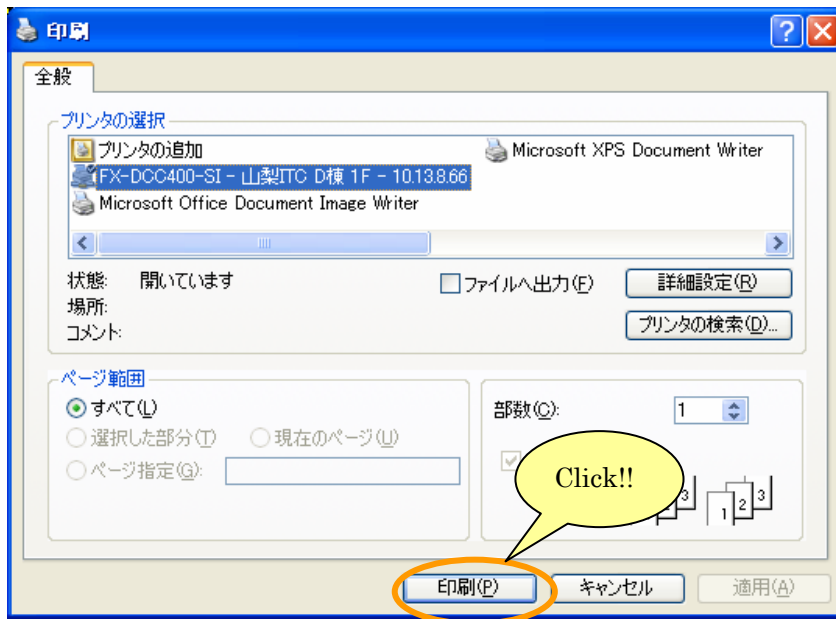 印刷
全般
プリンタの選択
プリンタの追加
Microsoft XPS Document Writer
FX-DCC400-SI - 山梨ITC D棟 1F - 10.13.8.66
Microsoft Office Document Image Writer
状態: 開いています
ファイルへ出力(F)
詳細設定(R)
場所:
プリンタの検索(D)...
コメント:
ページ範囲
すべて(L)
部数(C): 1
選択した部分(T) 現在のページ(U)
ページ指定(G):
Click!!
3
1 2 3
印刷(P) キャンセル 適用(A)